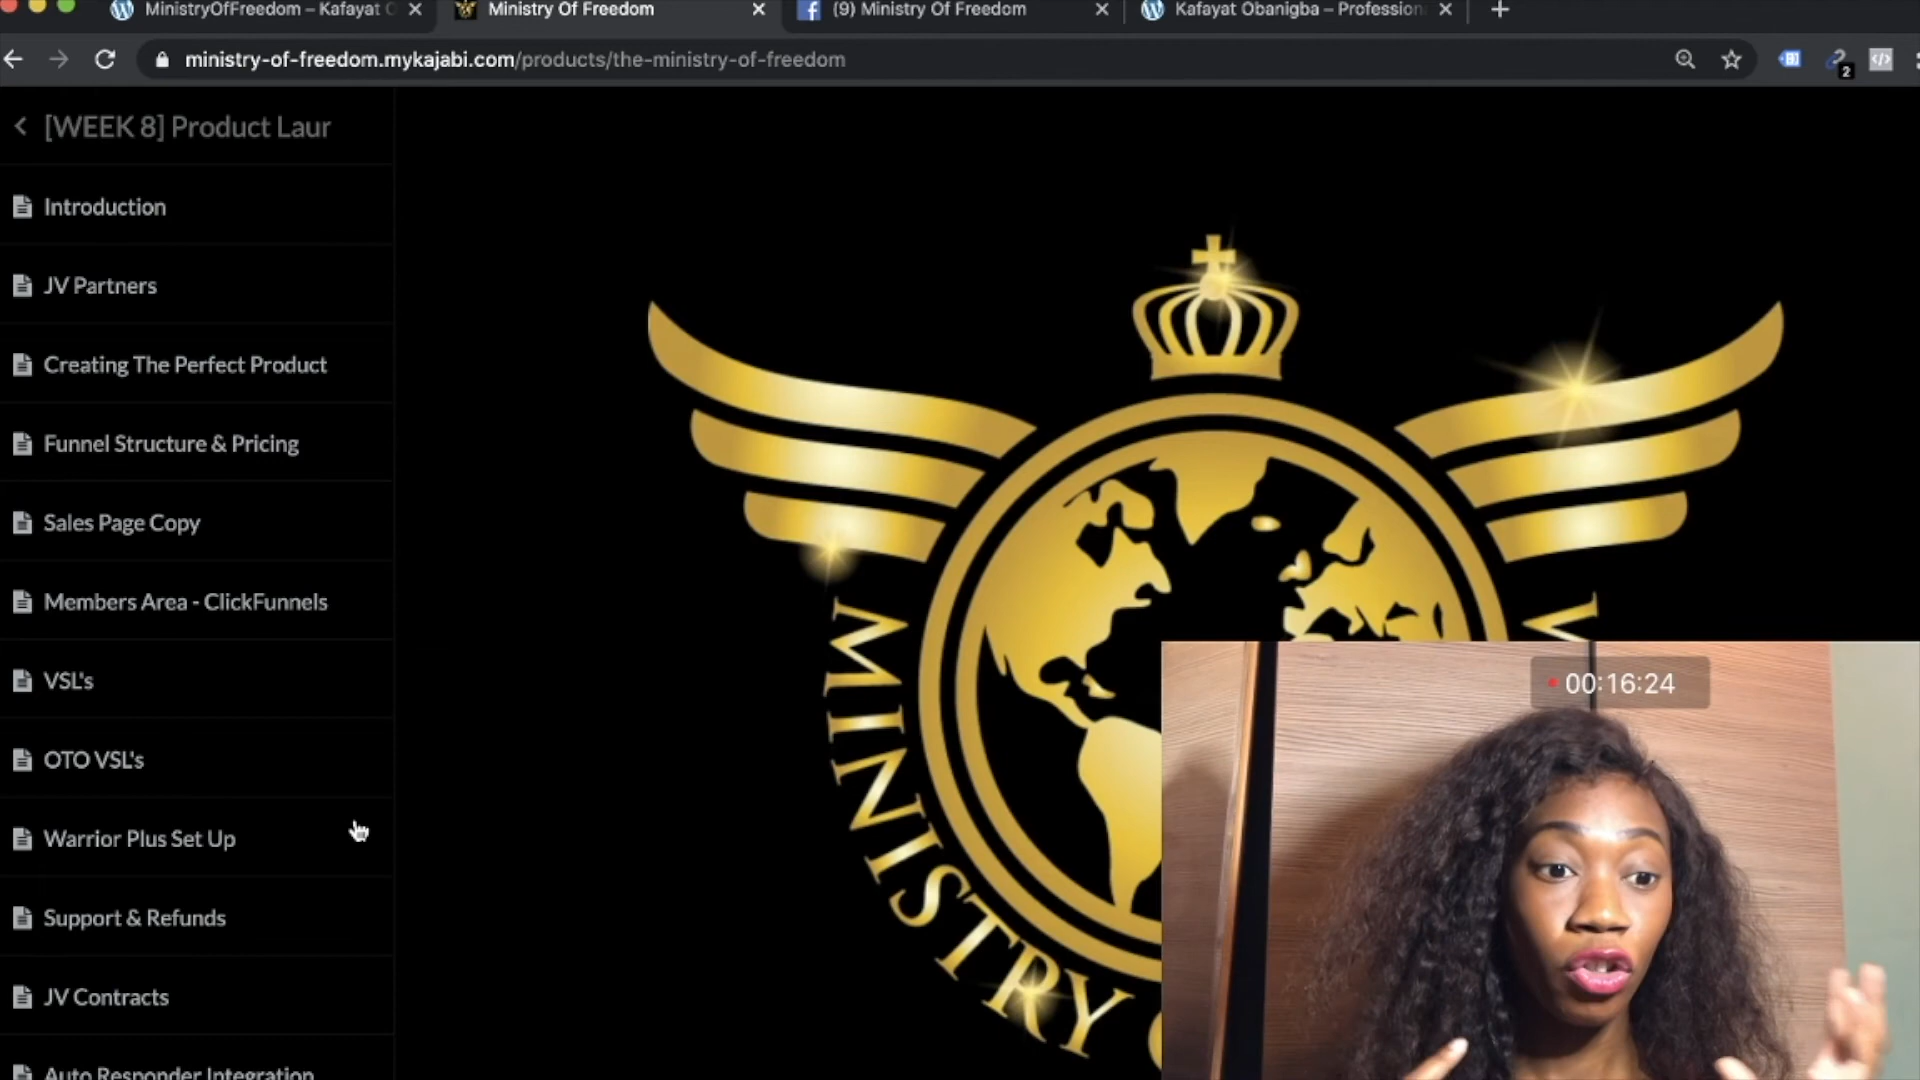 MinistryOfFreedom – Kafayat O
Ministry Of Freedom
(9) Ministry Of Freedom
Kafayat Obanigba – Profession
ministry-of-freedom.mykajabi.com/products/the-ministry-of-freedom
2
[WEEK 8] Product Laur
Introduction
JV Partners
Creating The Perfect Product
Funnel Structure & Pricing
Sales Page Copy
Members Area - ClickFunnels
VSL's
OTO VSL's
Warrior Plus Set Up
Support & Refunds
JV Contracts
Auto Responder Integration
MINISTRY
00:16:24